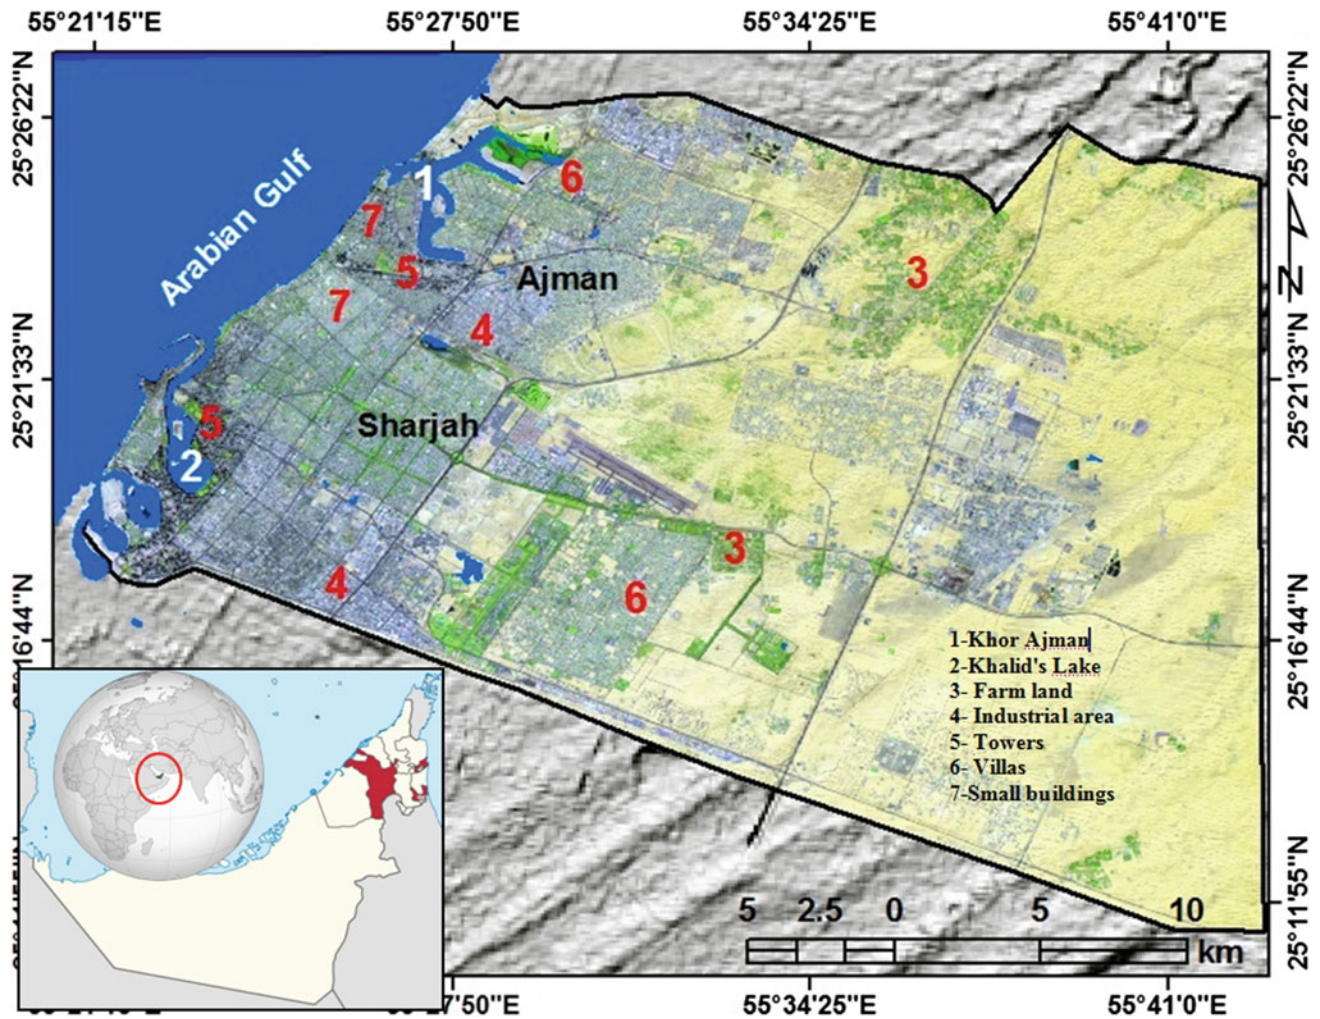 55°21'15"E 55°27'50"E 55°34'25"E 55°41'0"E
25°26'22"N
25°26'22"N
1
6
7
Arabian Gulf
5
Ajman
3
N
7
4
25°21'33"N
25°21'33"N
5
Sharjah
2
3
4
6
16'44"N
25°16'44"N
1-Khor Ajman
2-Khalid's Lake
3- Farm land
4- Industrial area
5- Towers
6- Villas
7-Small buildings
25°11'55"N
5 2.5 0 5 10
km
7'50"E 55°34'25"E 55°41'0"E